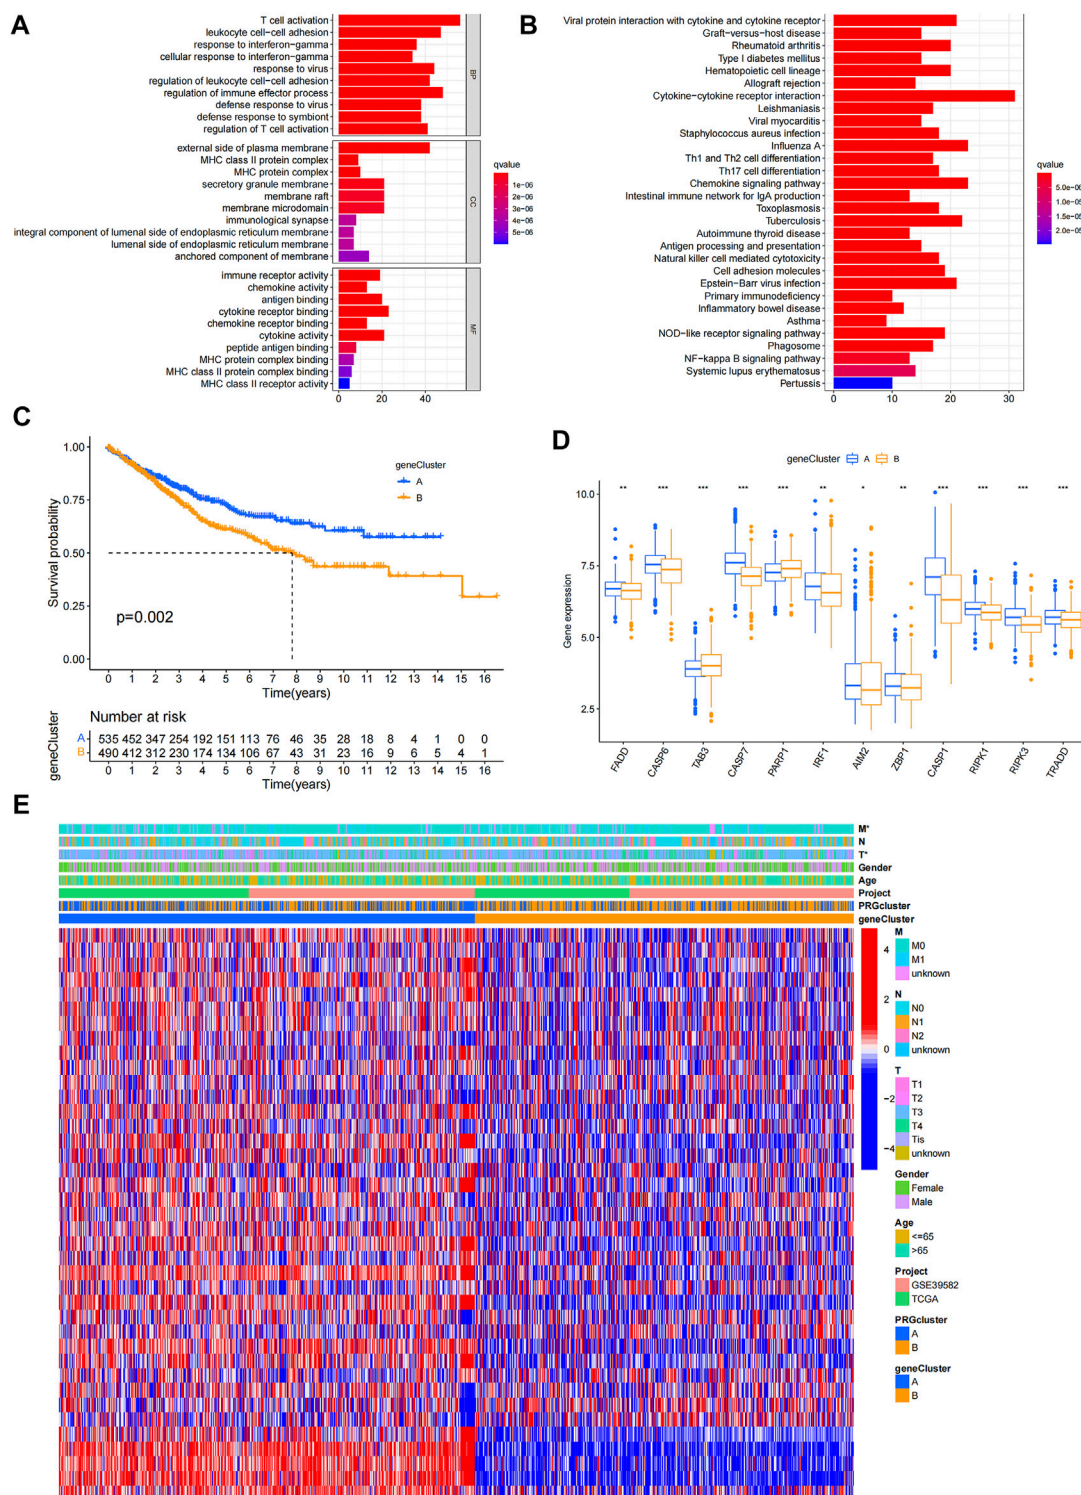 A
T cell activation
leukocyte cell-cell adhesion
response to interferon-gamma
cellular response to interferon-gamma
response to virus
regulation of leukocyte cell-cell adhesion
regulation of immune effector process
defense response to virus
defense response to symbiont
regulation of T cell activation
BP
external side of plasma membrane
MHC class II protein complex
MHC protein complex
secretory granule membrane
membrane raft
membrane microdomain
immunological synapse
integral component of lumenal side of endoplasmic reticulum membrane
lumenal side of endoplasmic reticulum membrane
anchored component of membrane
CC
immune receptor activity
chemokine activity
antigen binding
cytokine receptor binding
chemokine receptor binding
cytokine activity
peptide antigen binding
MHC protein complex binding
MHC class II protein complex binding
MHC class II receptor activity
MF
0 20 40
qvalue
1e-06
2e-06
3e-06
4e-06
5e-06
B
Viral protein interaction with cytokine and cytokine receptor
Graft-versus-host disease
Rheumatoid arthritis
Type I diabetes mellitus
Hematopoietic cell lineage
Allograft rejection
Cytokine-cytokine receptor interaction
Leishmaniasis
Viral myocarditis
Staphylococcus aureus infection
Influenza A
Th1 and Th2 cell differentiation
Th17 cell differentiation
Chemokine signaling pathway
Intestinal immune network for IgA production
Toxoplasmosis
Tuberculosis
Autoimmune thyroid disease
Antigen processing and presentation
Natural killer cell mediated cytotoxicity
Cell adhesion molecules
Epstein-Barr virus infection
Primary immunodeficiency
Inflammatory bowel disease
Asthma
NOD-like receptor signaling pathway
Phagosome
NF-kappa B signaling pathway
Systemic lupus erythematosus
Pertussis
0 10 20 30
qvalue
5.0e-06
1.0e-05
1.5e-05
2.0e-05
C
geneCluster
A
B
Survival probability
1.00
0.75
0.50
0.25
0.00
p=0.002
0 1 2 3 4 5 6 7 8 9 10 11 12 13 14 15 16
Time(years)
Number at risk
geneCluster
A 535 452 347 254 192 151 113 76 46 35 28 18 8 4 1 0 0
B 490 412 312 230 174 134 106 67 43 31 23 16 9 6 5 4 1
0 1 2 3 4 5 6 7 8 9 10 11 12 13 14 15 16
Time(years)
D
geneCluster A B
** *** *** *** *** ** * ** *** *** *** ***
Gene expression
10.0
7.5
5.0
2.5
FADD CASP6 TAB3 CASP7 PARP1 IRF1 AIM2 ZBP1 CASP1 RIPK1 RIPK3 TRADD
E
M*
N
T*
Gender
Age
Project
PRGcluster
geneCluster
4
2
0
−2
−4
M
M0
M1
unknown
N
N0
N1
N2
unknown
T
T1
T2
T3
T4
Tis
unknown
Gender
Female
Male
Age
<=65
>65
Project
GSE39582
TCGA
PRGcluster
A
B
geneCluster
A
B